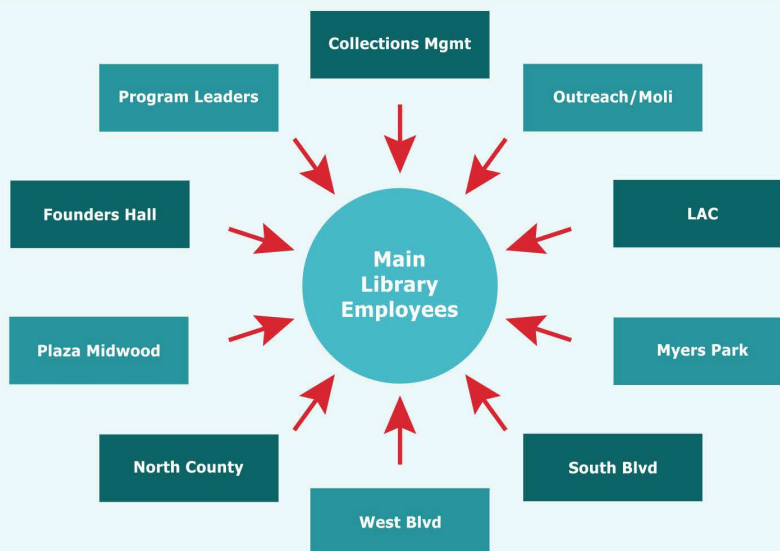 Collections Mgmt
Program Leaders
Outreach/Moli
Founders Hall
LAC
Main
Library
Employees
Plaza Midwood
Myers Park
North County
South Blvd
West Blvd